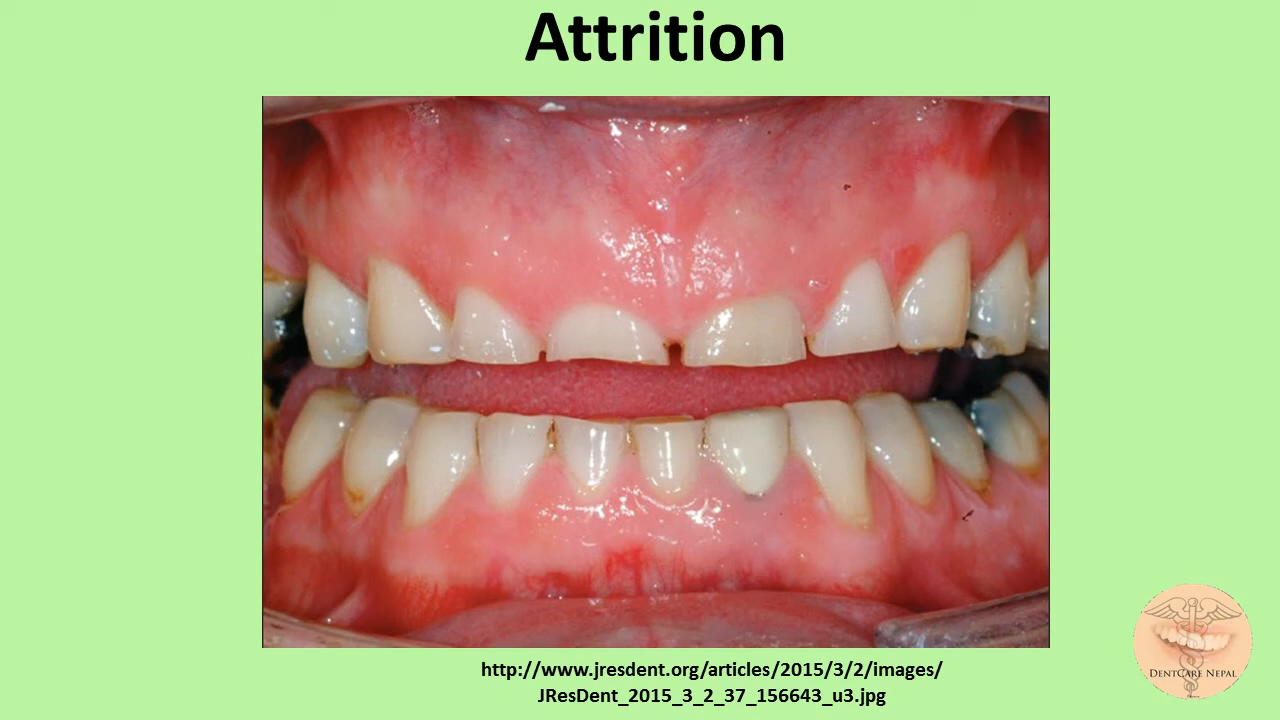 Attrition
http://www.jresdent.org/articles/2015/3/2/images/
JResDent_2015_3_2_37_156643_u3.jpg
DENTCARE NEPAL